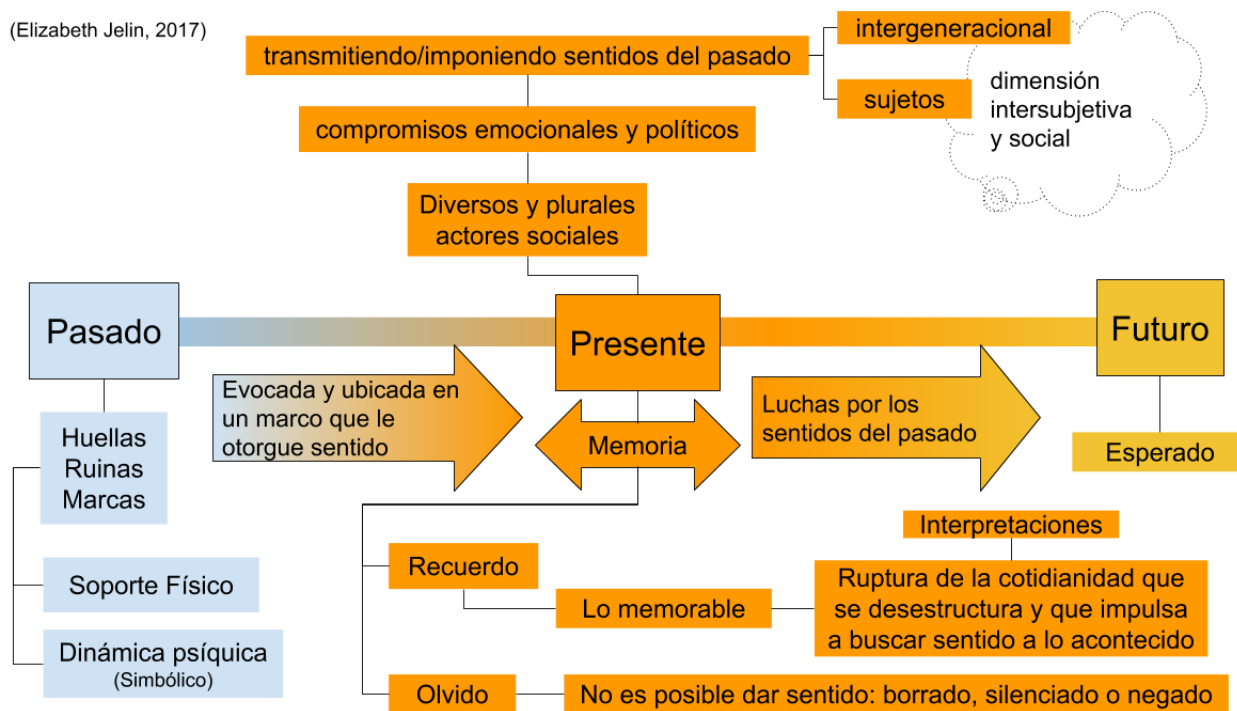 (Elizabeth Jelin, 2017)
intergeneracional
transmitiendo/imponiendo sentidos del pasado
sujetos
dimensión
intersubjetiva
y social
compromisos emocionales y políticos
Diversos y plurales
actores sociales
Pasado
Presente
Futuro
Evocada y ubicada en
un marco que le
otorgue sentido
Memoria
Luchas por los
sentidos del pasado
Esperado
Huellas
Ruinas
Marcas
Soporte Físico
Dinámica psíquica
(Simbólico)
Recuerdo
Lo memorable
Interpretaciones
Ruptura de la cotidianidad que
se desestructura y que impulsa
a buscar sentido a lo acontecido
Olvido
No es posible dar sentido: borrado, silenciado o negado